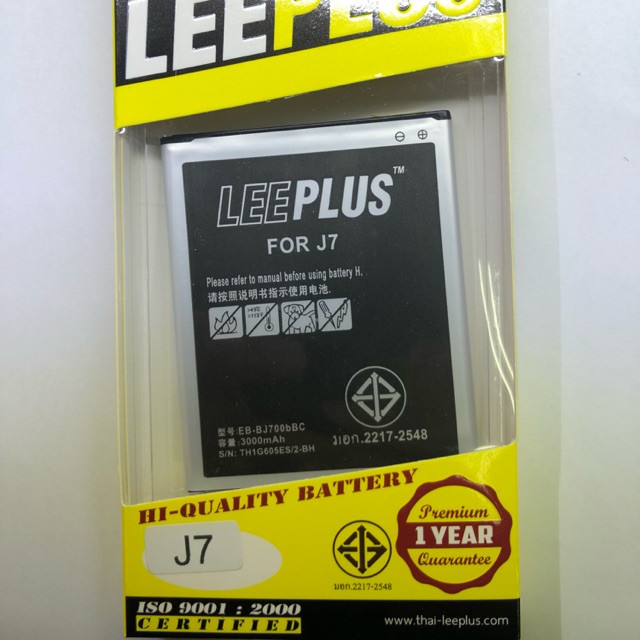 LEEPLUS
LEEPLUS™
FOR J7
Please refer to manual before using battery H.
请按照说明书指示使用电池.
型号:EB-BJ700bBC
容量:3000mAh
S/N: TH1G605ES/2-BH
มอก.2217-2548
HI-QUALITY BATTERY
J7
มอก.2217-2548
Premium
1 YEAR
Guarantee
ISO 9001 : 2000
CERTIFIED
www.thai-leeplus.com